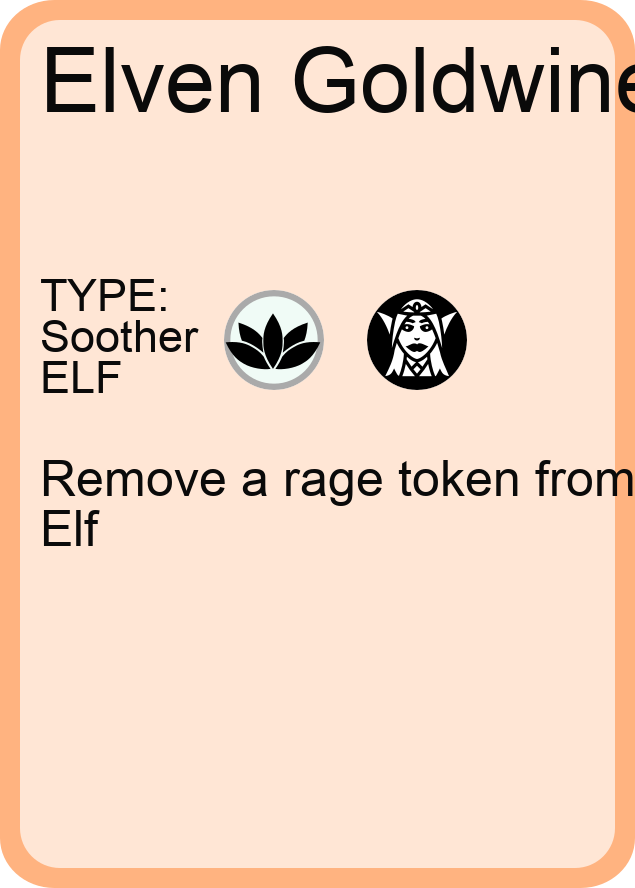 Elven Goldwine
TYPE:
Soother
ELF
Remove a rage token from
Elf